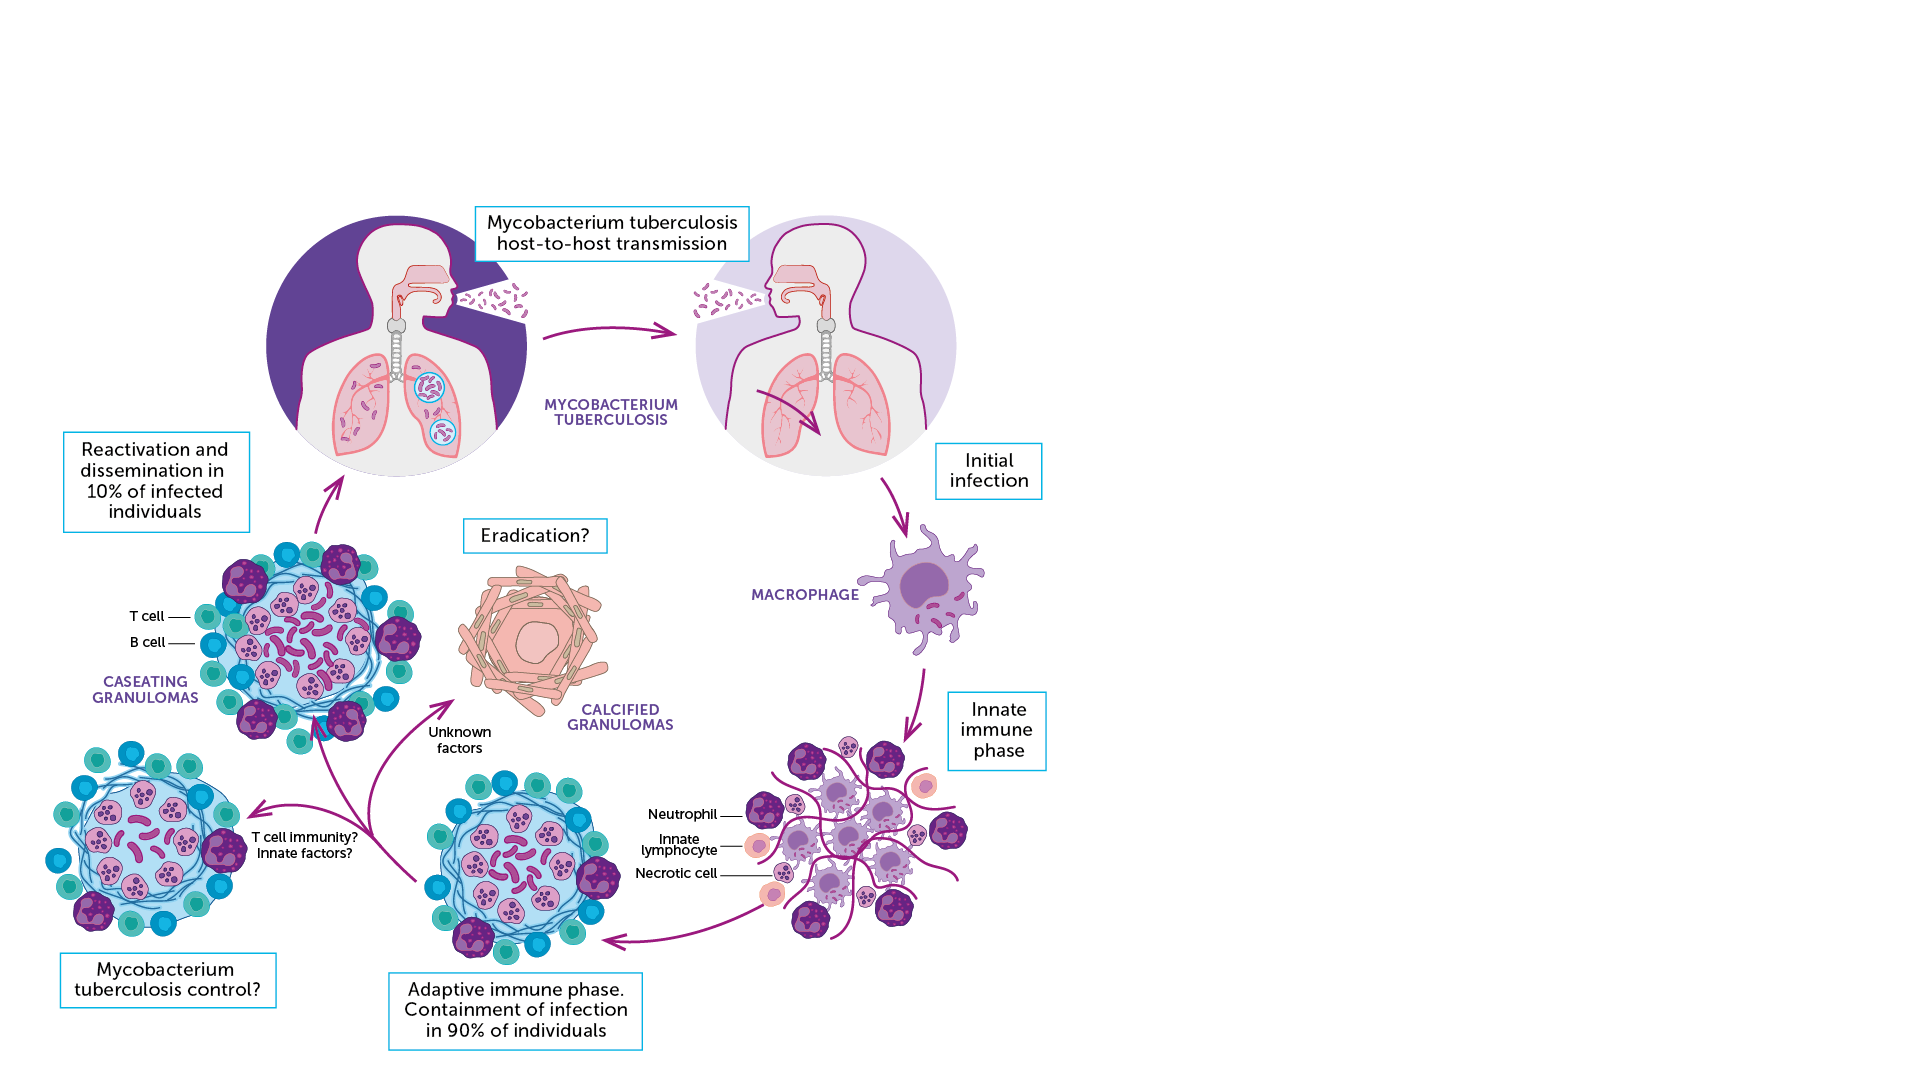 Mycobacterium tuberculosis
host-to-host transmission
MYCOBACTERIUM
TUBERCULOSIS
Initial
infection
MACROPHAGE
Innate
immune
phase
Neutrophil
Innate
lymphocyte
Necrotic cell
Adaptive immune phase.
Containment of infection
in 90% of individuals
T cell immunity?
Innate factors?
Mycobacterium
tuberculosis control?
Unknown
factors
Eradication?
CALCIFIED
GRANULOMAS
T cell
B cell
CASEATING
GRANULOMAS
Reactivation and
dissemination in
10% of infected
individuals